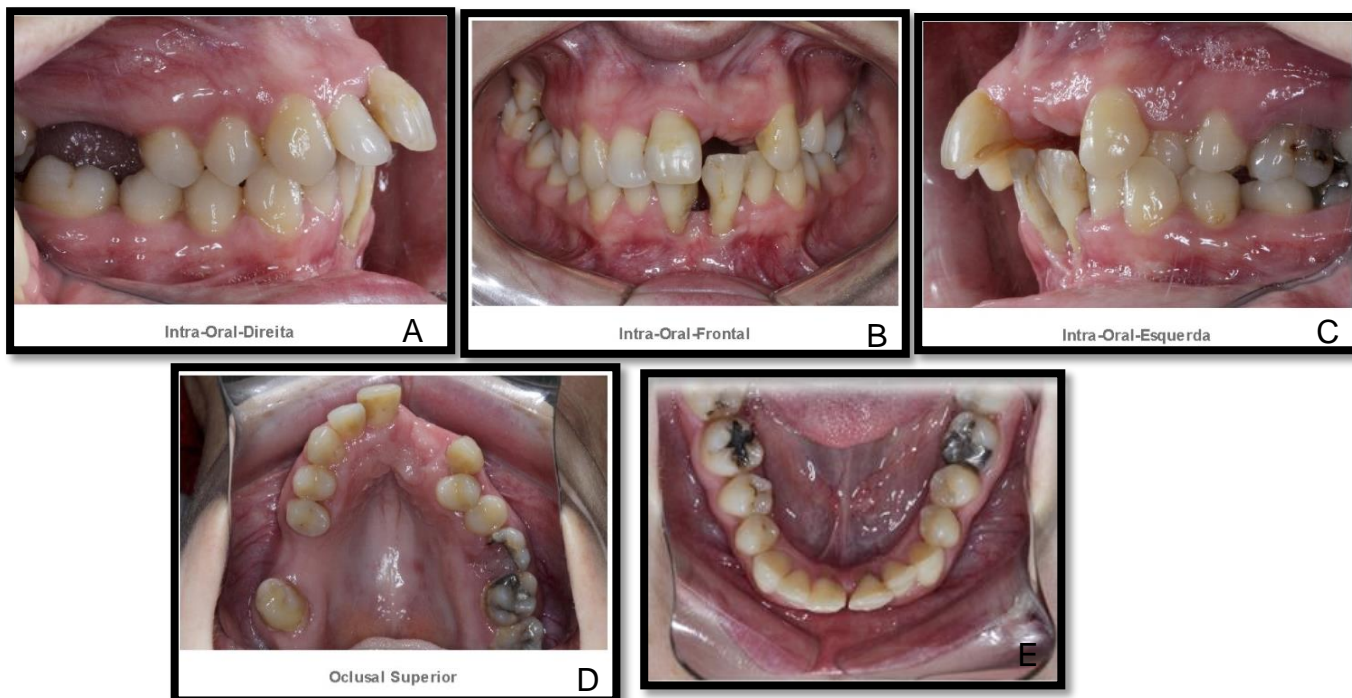 Intra-Oral-Direita
A
Intra-Oral-Frontal
B
Intra-Oral-Esquerda
C
Oclusal Superior
D
E